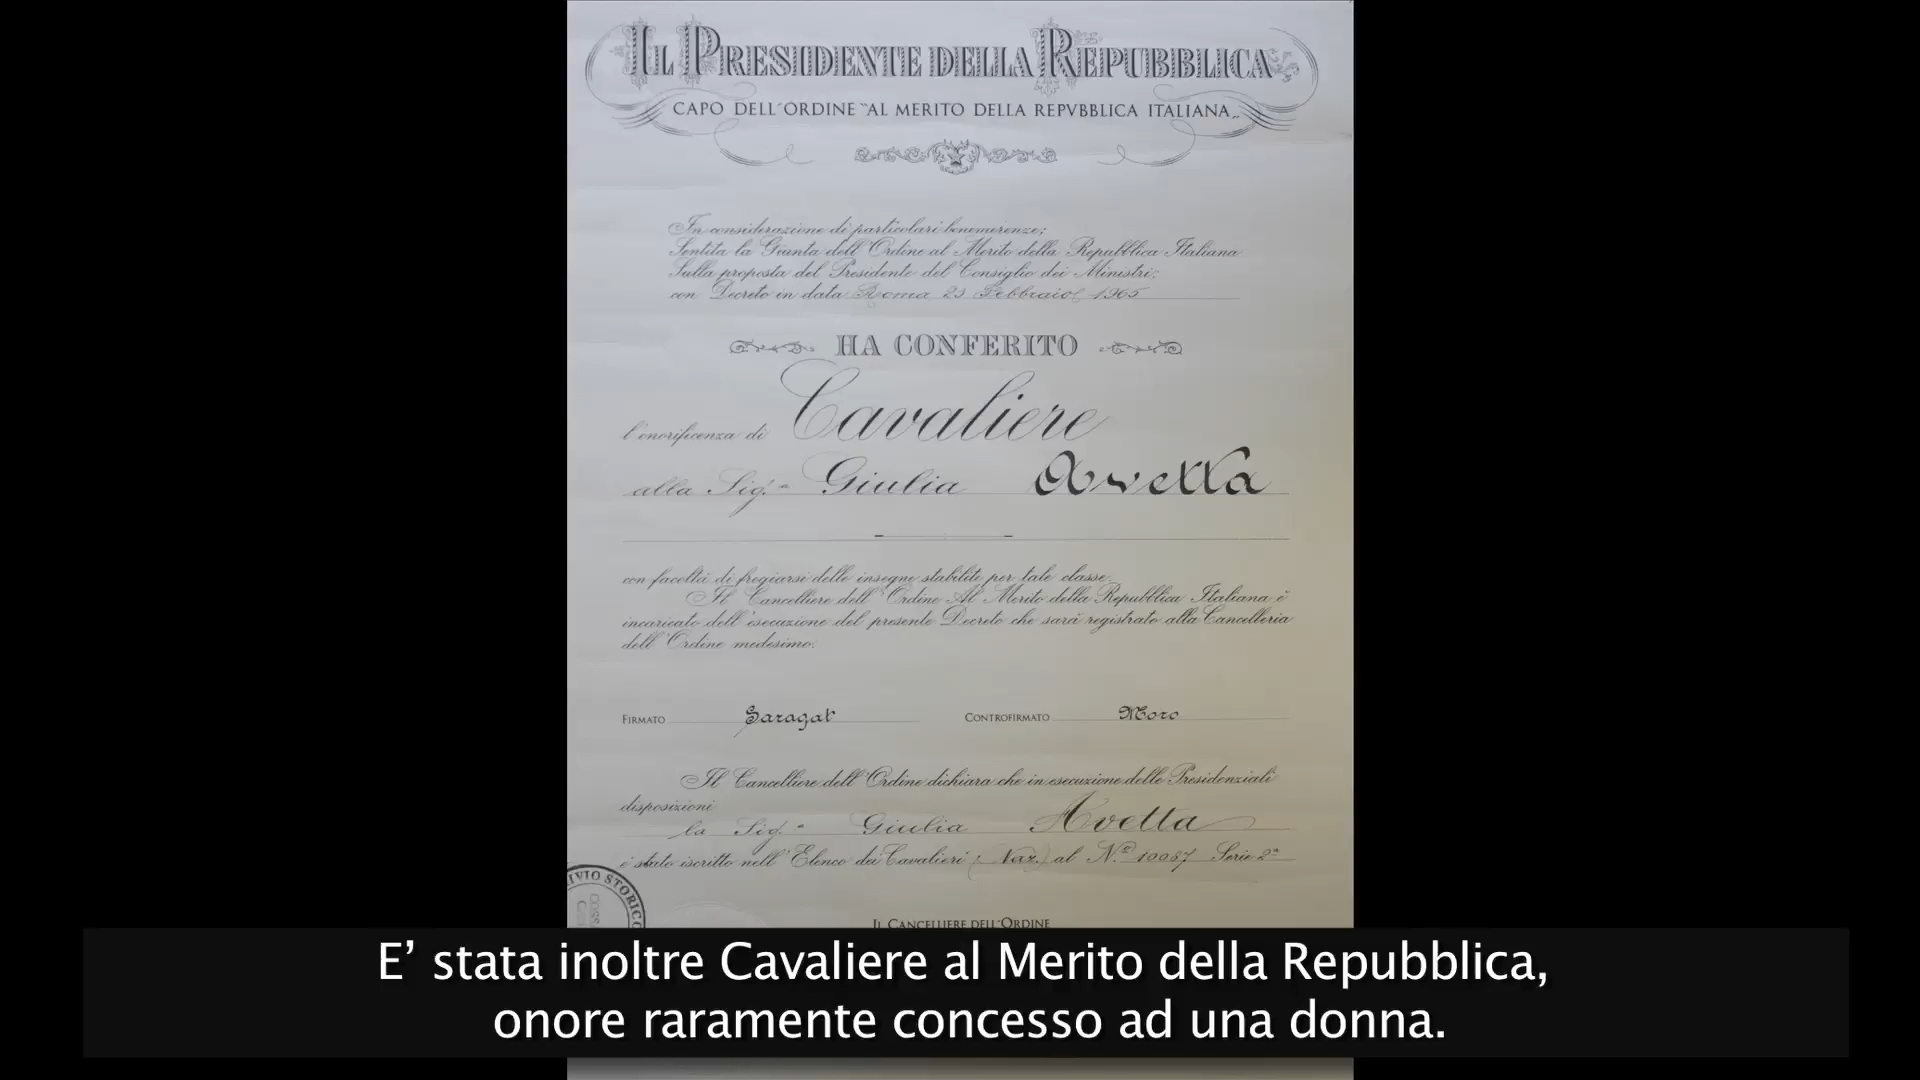 IL PRESIDENTE DELLA REPUBBLICA
CAPO DELL'ORDINE "AL MERITO DELLA REPVBBLICA ITALIANA„
In considerazione di particolari benemerenze;
Sentita la Giunta dell'Ordine al Merito della Repubblica Italiana
Sulla proposta del Presidente del Consiglio dei Ministri;
con Decreto in data Roma 23 Febbraio 1965
HA CONFERITO
l'onorificenza di Cavaliere
alla Sig.ª Giulia Avetta
con facoltà di fregiarsi delle insegne stabilite per tale classe.
Il Cancelliere dell'Ordine Al Merito della Repubblica Italiana è
incaricato dell'esecuzione del presente Decreto che sarà registrato alla Cancelleria
dell'Ordine medesimo.
FIRMATO Saragat CONTROFIRMATO Moro
Il Cancelliere dell'Ordine dichiara che in esecuzione delle Presidenziali
disposizioni
la Sig.ª Giulia Avetta
è stato iscritto nell'Elenco dei Cavalieri (Naz.) al N.º 10087 Serie 2ª
IVIO STORICO
IL CANCELLIERE DELL'ORDINE
E' stata inoltre Cavaliere al Merito della Repubblica,
onore raramente concesso ad una donna.